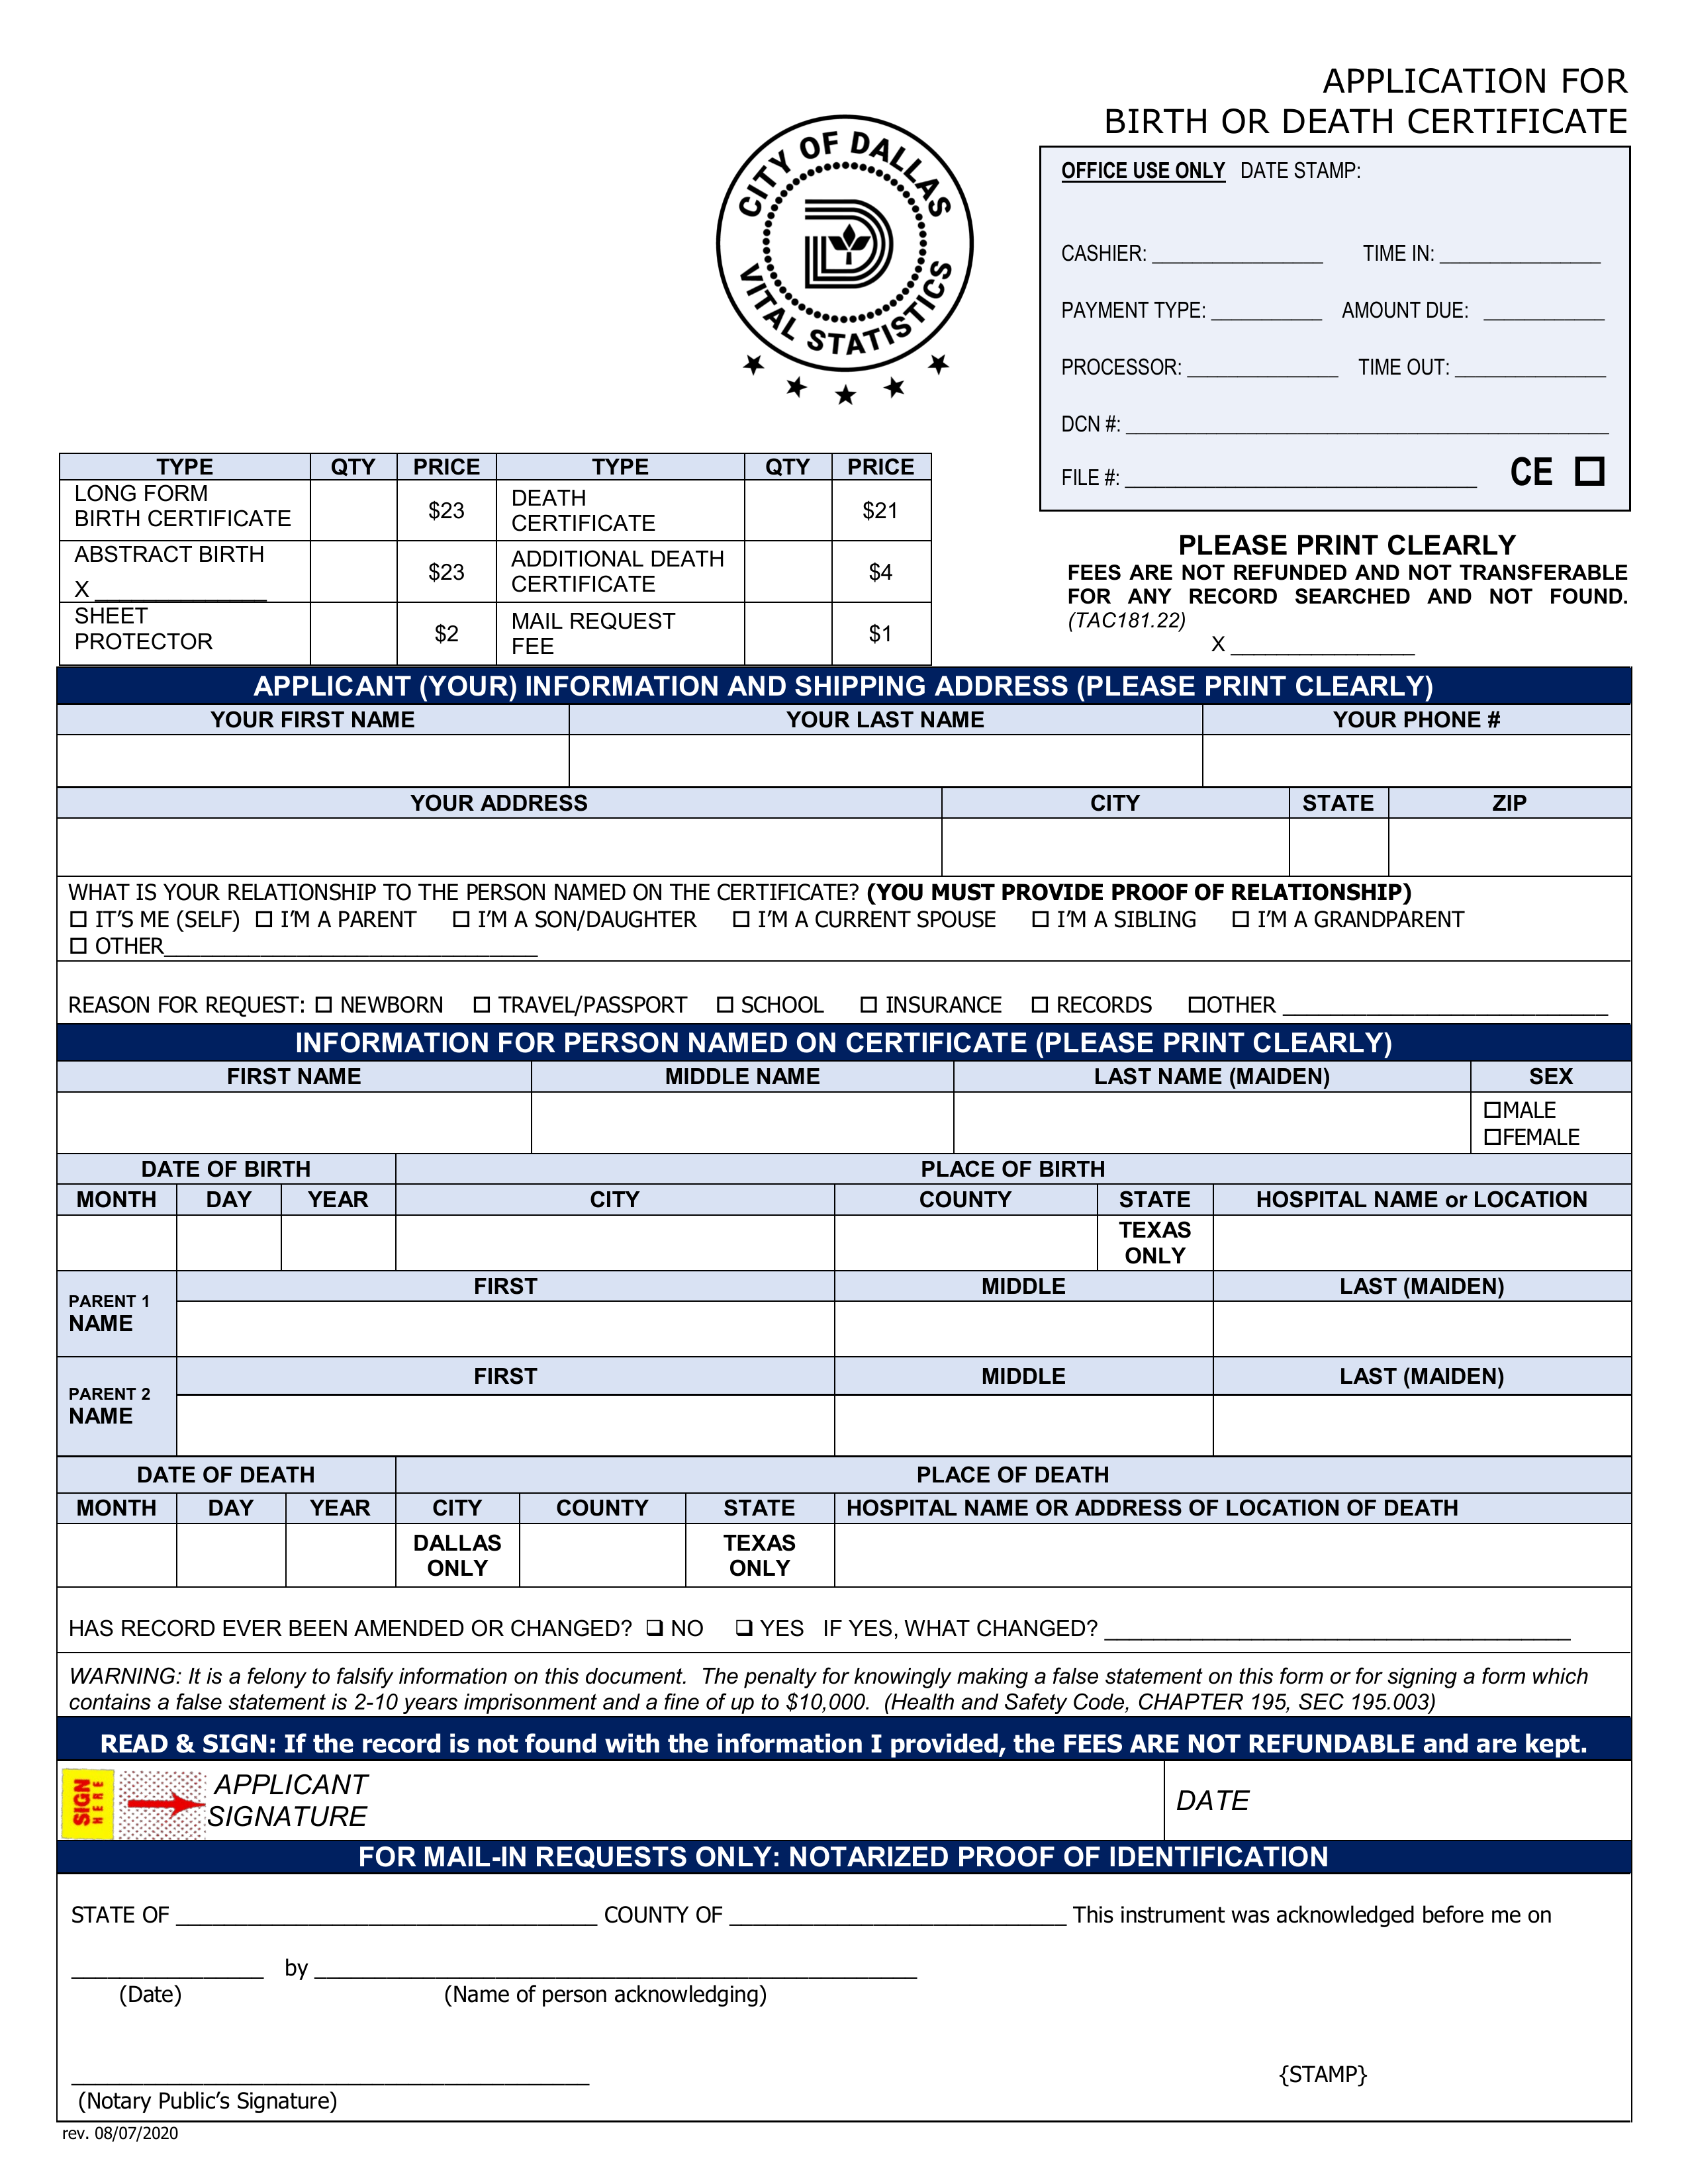 APPLICATION FOR
BIRTH OR DEATH CERTIFICATE
CITY OF DALLAS
VITAL STATISTICS
OFFICE USE ONLY DATE STAMP:
CASHIER: _______________ TIME IN: _______________
PAYMENT TYPE: __________ AMOUNT DUE: ___________
PROCESSOR: ______________ TIME OUT: ______________
DCN #: ____________________________________________
FILE #: ________________________________ CE ☐
TYPE QTY PRICE TYPE QTY PRICE
LONG FORM
BIRTH CERTIFICATE $23 DEATH
CERTIFICATE $21
ABSTRACT BIRTH
X ______________ $23 ADDITIONAL DEATH
CERTIFICATE $4
SHEET
PROTECTOR $2 MAIL REQUEST
FEE $1
PLEASE PRINT CLEARLY
FEES ARE NOT REFUNDED AND NOT TRANSFERABLE
FOR ANY RECORD SEARCHED AND NOT FOUND.
(TAC181.22)
X _______________
APPLICANT (YOUR) INFORMATION AND SHIPPING ADDRESS (PLEASE PRINT CLEARLY)
YOUR FIRST NAME YOUR LAST NAME YOUR PHONE #
YOUR ADDRESS CITY STATE ZIP
WHAT IS YOUR RELATIONSHIP TO THE PERSON NAMED ON THE CERTIFICATE? (YOU MUST PROVIDE PROOF OF RELATIONSHIP)
☐ IT’S ME (SELF) ☐ I’M A PARENT ☐ I’M A SON/DAUGHTER ☐ I’M A CURRENT SPOUSE ☐ I’M A SIBLING ☐ I’M A GRANDPARENT
☐ OTHER______________________________
REASON FOR REQUEST: ☐ NEWBORN ☐ TRAVEL/PASSPORT ☐ SCHOOL ☐ INSURANCE ☐ RECORDS ☐OTHER __________________________
INFORMATION FOR PERSON NAMED ON CERTIFICATE (PLEASE PRINT CLEARLY)
FIRST NAME MIDDLE NAME LAST NAME (MAIDEN) SEX
☐MALE
☐FEMALE
DATE OF BIRTH PLACE OF BIRTH
MONTH DAY YEAR CITY COUNTY STATE HOSPITAL NAME or LOCATION
TEXAS
ONLY
PARENT 1
NAME
FIRST MIDDLE LAST (MAIDEN)
PARENT 2
NAME
FIRST MIDDLE LAST (MAIDEN)
DATE OF DEATH PLACE OF DEATH
MONTH DAY YEAR CITY COUNTY STATE HOSPITAL NAME OR ADDRESS OF LOCATION OF DEATH
DALLAS
ONLY
TEXAS
ONLY
HAS RECORD EVER BEEN AMENDED OR CHANGED? ❏ NO ❏ YES IF YES, WHAT CHANGED? ______________________________________
WARNING: It is a felony to falsify information on this document. The penalty for knowingly making a false statement on this form or for signing a form which
contains a false statement is 2-10 years imprisonment and a fine of up to $10,000. (Health and Safety Code, CHAPTER 195, SEC 195.003)
READ & SIGN: If the record is not found with the information I provided, the FEES ARE NOT REFUNDABLE and are kept.
SIGN
HERE
APPLICANT
SIGNATURE
DATE
FOR MAIL-IN REQUESTS ONLY: NOTARIZED PROOF OF IDENTIFICATION
STATE OF ___________________________________ COUNTY OF ____________________________ This instrument was acknowledged before me on
________________ by __________________________________________________
(Date) (Name of person acknowledging)
_____________________________________________ {STAMP}
(Notary Public’s Signature)
rev. 08/07/2020